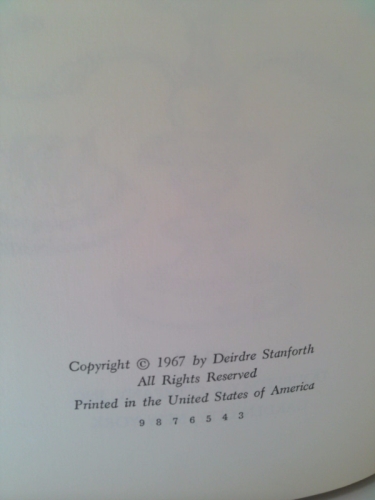 Copyright © 1967 by Deirdre Stanforth
All Rights Reserved
Printed in the United States of America
9 8 7 6 5 4 3